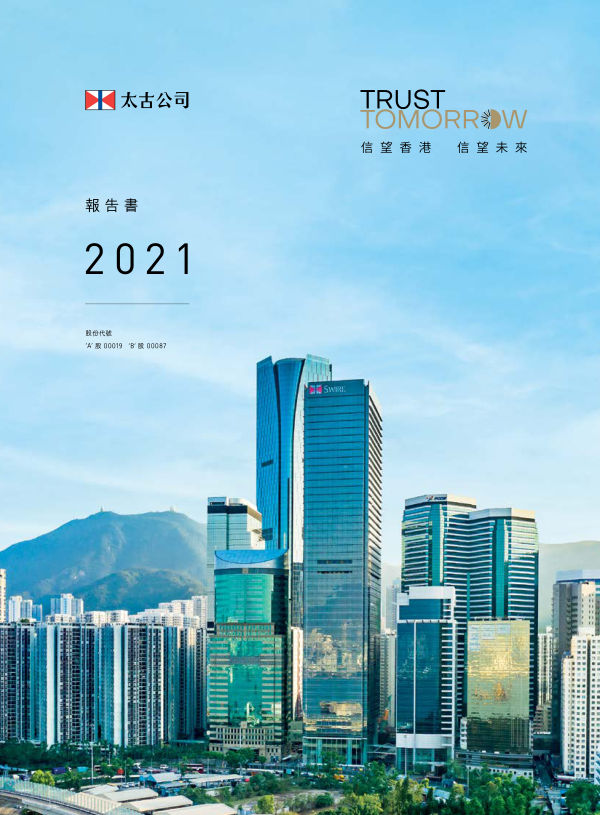 太古公司
TRUST
TOMORROW
信望香港 信望未來
報告書
2021
股份代號
'A' 股 00019 'B' 股 00087
SWIRE